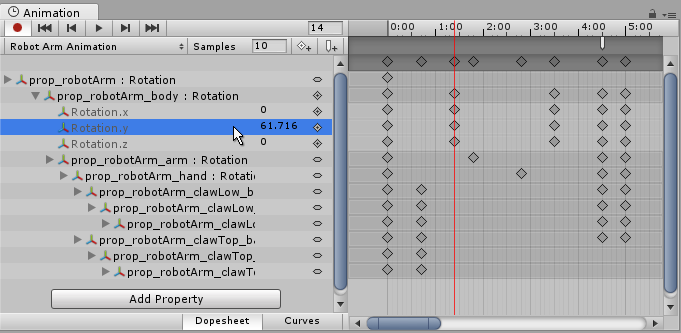 Animation
14
0:00 1:00 2:00 3:00 4:00 5:00
Robot Arm Animation Samples 10
prop_robotArm : Rotation
prop_robotArm_body : Rotation
Rotation.x 0
Rotation.y 61.716
Rotation.z 0
prop_robotArm_arm : Rotation
prop_robotArm_hand : Rotatio
prop_robotArm_clawLow_b
prop_robotArm_clawLow_
prop_robotArm_clawLo
prop_robotArm_clawTop_ba
prop_robotArm_clawTop_
prop_robotArm_clawTo
Add Property
Dopesheet Curves